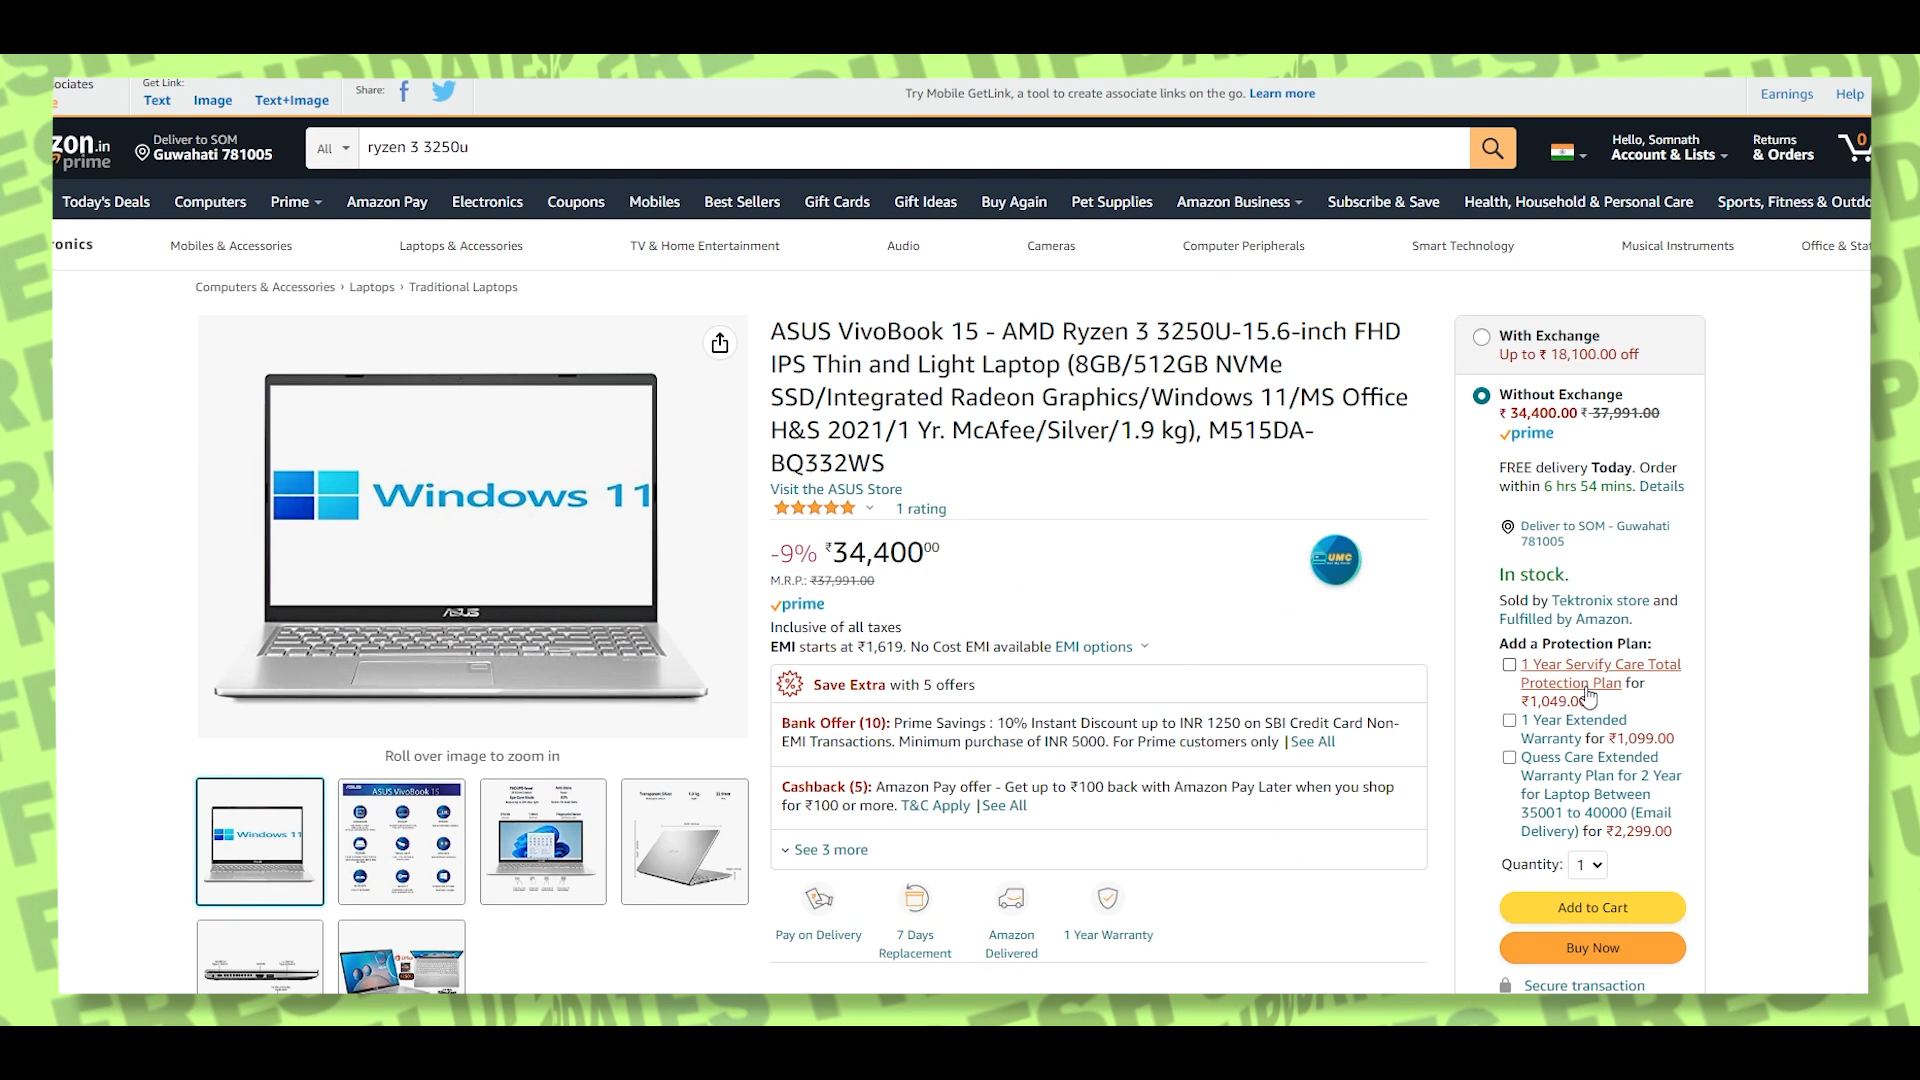 ociates
Get Link:
Text Image Text+Image
Share:
Try Mobile GetLink, a tool to create associate links on the go. Learn more
Earnings Help
zon.in
prime
Deliver to SOM
Guwahati 781005
All
ryzen 3 3250u
Hello, Somnath
Account & Lists
Returns
& Orders
0
Today's Deals Computers Prime Amazon Pay Electronics Coupons Mobiles Best Sellers Gift Cards Gift Ideas Buy Again Pet Supplies Amazon Business Subscribe & Save Health, Household & Personal Care Sports, Fitness & Outdo
onics Mobiles & Accessories Laptops & Accessories TV & Home Entertainment Audio Cameras Computer Peripherals Smart Technology Musical Instruments Office & Stat
Computers & Accessories › Laptops › Traditional Laptops
Windows 11
ASUS
Roll over image to zoom in
Windows 11
ASUS VivoBook 15
ASUS VivoBook 15 - AMD Ryzen 3 3250U-15.6-inch FHD
IPS Thin and Light Laptop (8GB/512GB NVMe
SSD/Integrated Radeon Graphics/Windows 11/MS Office
H&S 2021/1 Yr. McAfee/Silver/1.9 kg), M515DA-
BQ332WS
Visit the ASUS Store
1 rating
-9% ₹34,40000
M.R.P.: ₹37,991.00
prime
Inclusive of all taxes
EMI starts at ₹1,619. No Cost EMI available EMI options
UMC
Save Extra with 5 offers
Bank Offer (10): Prime Savings : 10% Instant Discount up to INR 1250 on SBI Credit Card Non-
EMI Transactions. Minimum purchase of INR 5000. For Prime customers only | See All
Cashback (5): Amazon Pay offer - Get up to ₹100 back with Amazon Pay Later when you shop
for ₹100 or more. T&C Apply | See All
See 3 more
Pay on Delivery
7 Days
Replacement
Amazon
Delivered
1 Year Warranty
With Exchange
Up to ₹ 18,100.00 off
Without Exchange
₹ 34,400.00 ₹ 37,991.00
prime
FREE delivery Today. Order
within 6 hrs 54 mins. Details
Deliver to SOM - Guwahati
781005
In stock.
Sold by Tektronix store and
Fulfilled by Amazon.
Add a Protection Plan:
1 Year Servify Care Total
Protection Plan for
₹1,049.00
1 Year Extended
Warranty for ₹1,099.00
Quess Care Extended
Warranty Plan for 2 Year
for Laptop Between
35001 to 40000 (Email
Delivery) for ₹2,299.00
Quantity: 1
Add to Cart
Buy Now
Secure transaction